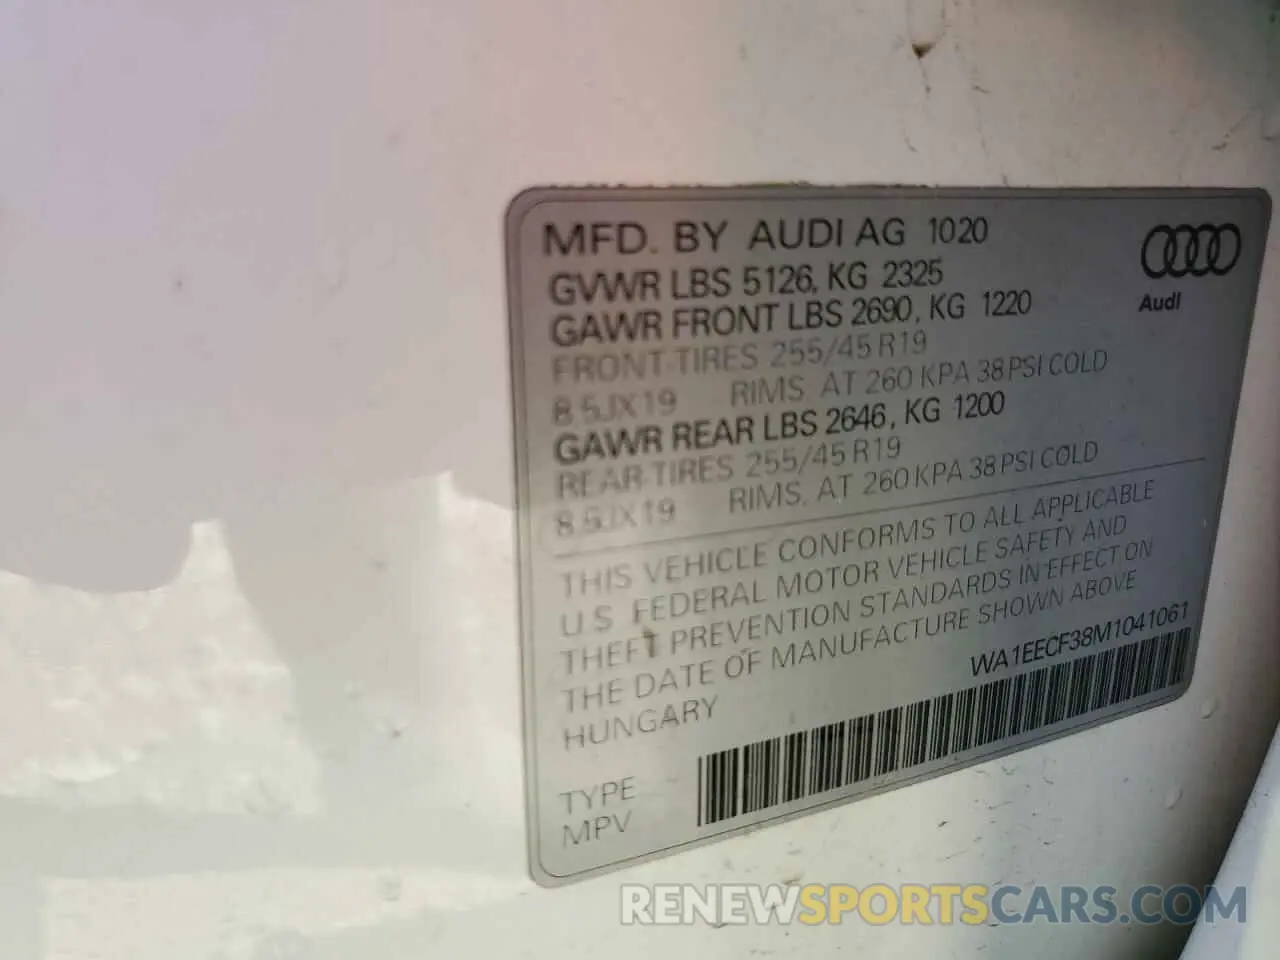 MFD. BY AUDI AG 1020
GVWR LBS 5126, KG 2325
GAWR FRONT LBS 2690, KG 1220
FRONT-TIRES 255/45 R19
8.5JX19 RIMS. AT 260 KPA 38 PSI COLD
GAWR REAR LBS 2646, KG 1200
REAR-TIRES 255/45 R19
8.5JX19 RIMS. AT 260 KPA 38 PSI COLD
Audi
THIS VEHICLE CONFORMS TO ALL APPLICABLE
U.S. FEDERAL MOTOR VEHICLE SAFETY AND
THEFT PREVENTION STANDARDS IN EFFECT ON
THE DATE OF MANUFACTURE SHOWN ABOVE
HUNGARY
WA1EECF38M1041061
TYPE
MPV
RENEWSPORTSCARS.COM